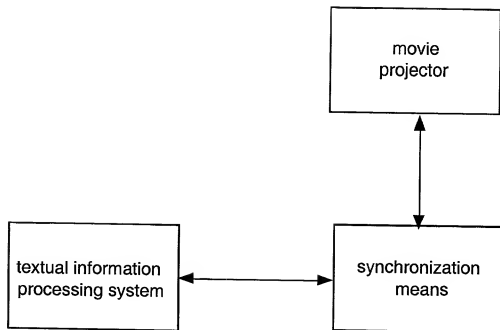 movie
projector
textual information
processing system
synchronization
means